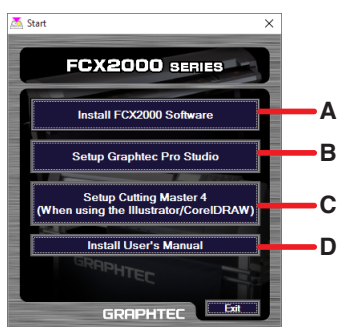 Start
FCX2000 SERIES
Install FCX2000 Software
A
Setup Graphtec Pro Studio
B
Setup Cutting Master 4
(When using the Illustrator/CorelDRAW)
C
Install User's Manual
D
GRAPHTEC
GRAPHTEC
Exit